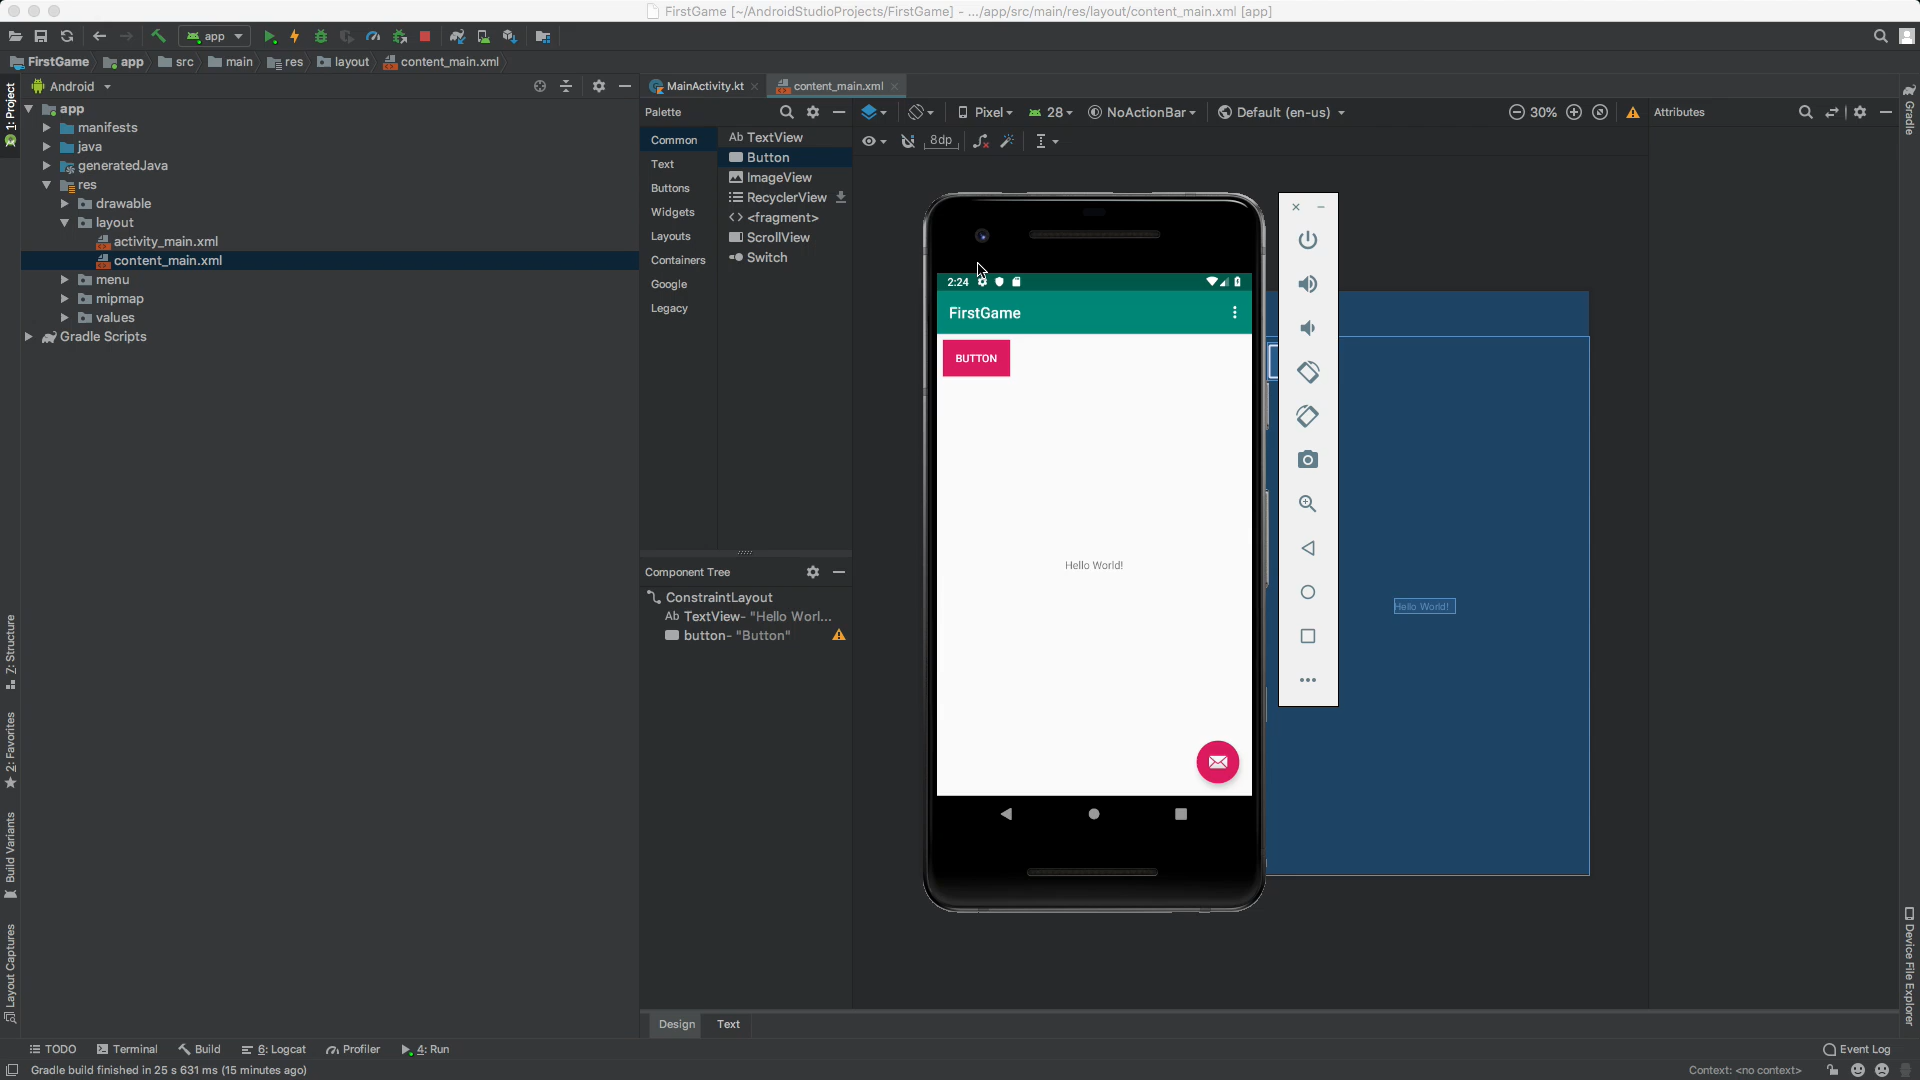 FirstGame [~/AndroidStudioProjects/FirstGame] - .../app/src/main/res/layout/content_main.xml [app]
app
FirstGame app src main res layout content_main.xml
Android
MainActivity.kt
content_main.xml
1: Project
app
manifests
java
generatedJava
res
drawable
layout
activity_main.xml
content_main.xml
menu
mipmap
values
Gradle Scripts
Z: Structure
2: Favorites
Build Variants
Layout Captures
Palette
Common
Text
Buttons
Widgets
Layouts
Containers
Google
Legacy
Ab TextView
Button
ImageView
RecyclerView
<fragment>
ScrollView
Switch
Component Tree
ConstraintLayout
Ab TextView- "Hello Worl...
button- "Button"
Pixel 28 NoActionBar Default (en-us) 30%
8dp
Attributes
Gradle
Device File Explorer
2:24
FirstGame
BUTTON
Hello World!
Hello World!
Design Text
TODO Terminal Build 6: Logcat Profiler 4: Run
Event Log
Gradle build finished in 25 s 631 ms (15 minutes ago)
Context: <no context>